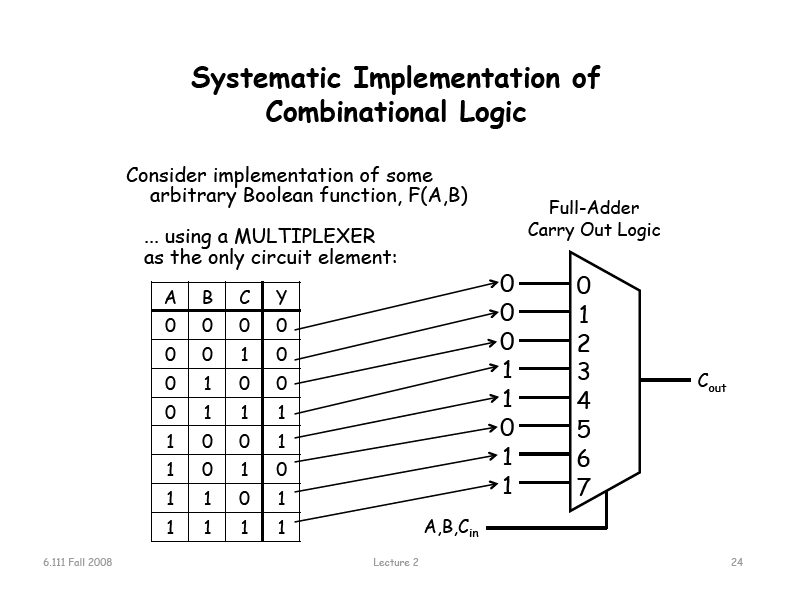 Systematic Implementation of
Combinational Logic
Consider implementation of some
arbitrary Boolean function, F(A,B)
... using a MULTIPLEXER
as the only circuit element:
Full-Adder
Carry Out Logic
A B C Y
0 0 0 0
0 0 1 0
0 1 0 0
0 1 1 1
1 0 0 1
1 0 1 0
1 1 0 1
1 1 1 1
0 0
0 1
0 2
1 3
1 4
0 5
1 6
1 7
Cout
A,B,Cin
6.111 Fall 2008
Lecture 2
24